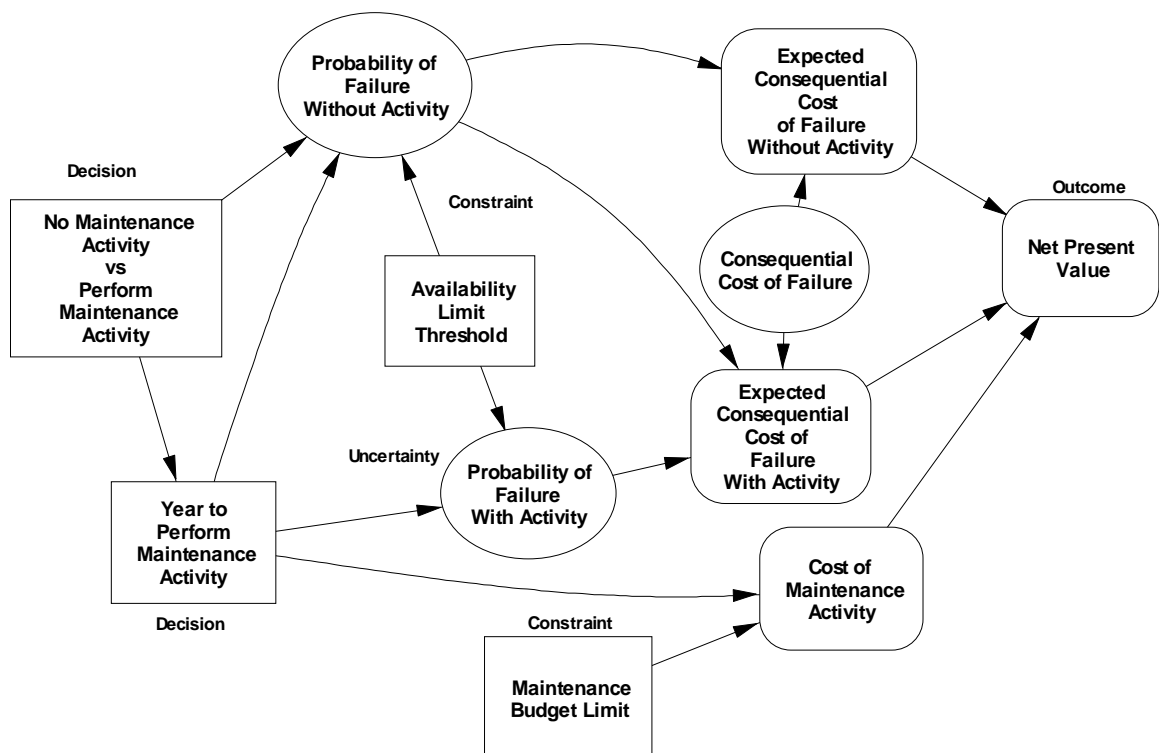 Probability of
Failure
Without Activity
Expected
Consequential
Cost
of Failure
Without Activity
Decision
No Maintenance
Activity
vs
Perform
Maintenance
Activity
Constraint
Availability
Limit
Threshold
Consequential
Cost of Failure
Outcome
Net Present
Value
Expected
Consequential
Cost of
Failure
With Activity
Uncertainty
Probability of
Failure
With Activity
Year to
Perform
Maintenance
Activity
Decision
Cost of
Maintenance
Activity
Constraint
Maintenance
Budget Limit